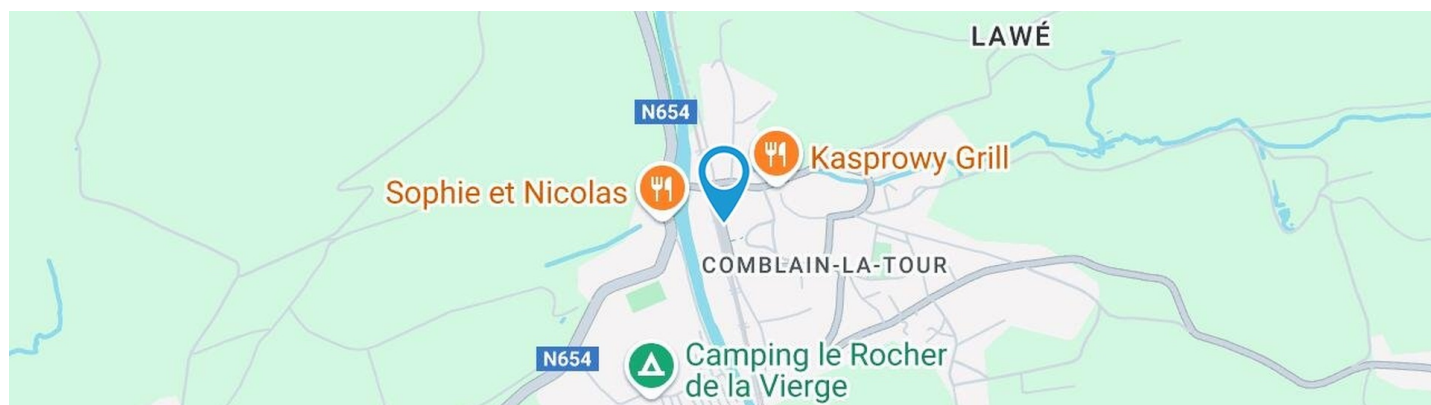 LAWÉ
N654
Kasprowy Grill
Sophie et Nicolas
COMBLAIN-LA-TOUR
N654
Camping le Rocher
de la Vierge